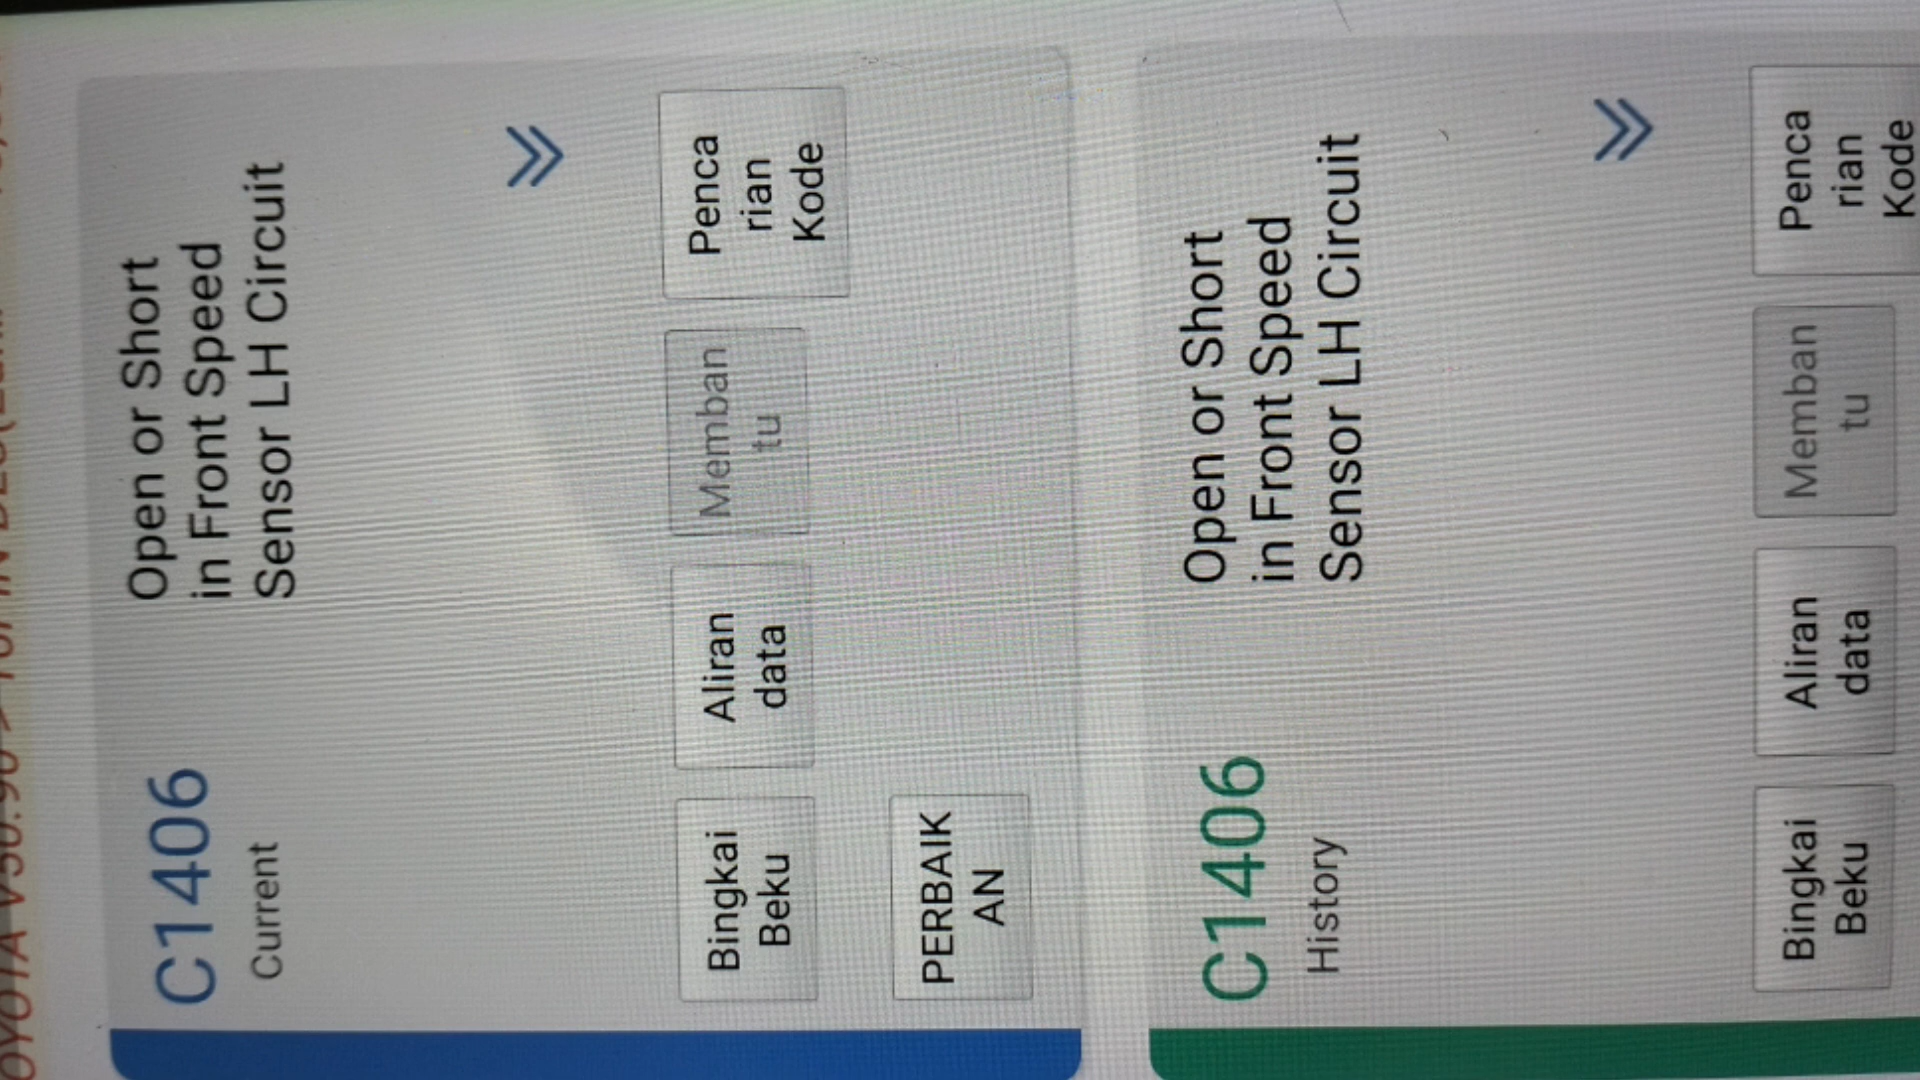 C1406
Current
Open or Short
in Front Speed
Sensor LH Circuit
Bingkai
Beku
Aliran
data
Memban
tu
Penca
rian
Kode
PERBAIK
AN
C1406
History
Open or Short
in Front Speed
Sensor LH Circuit
Bingkai
Beku
Aliran
data
Memban
tu
Penca
rian
Kode